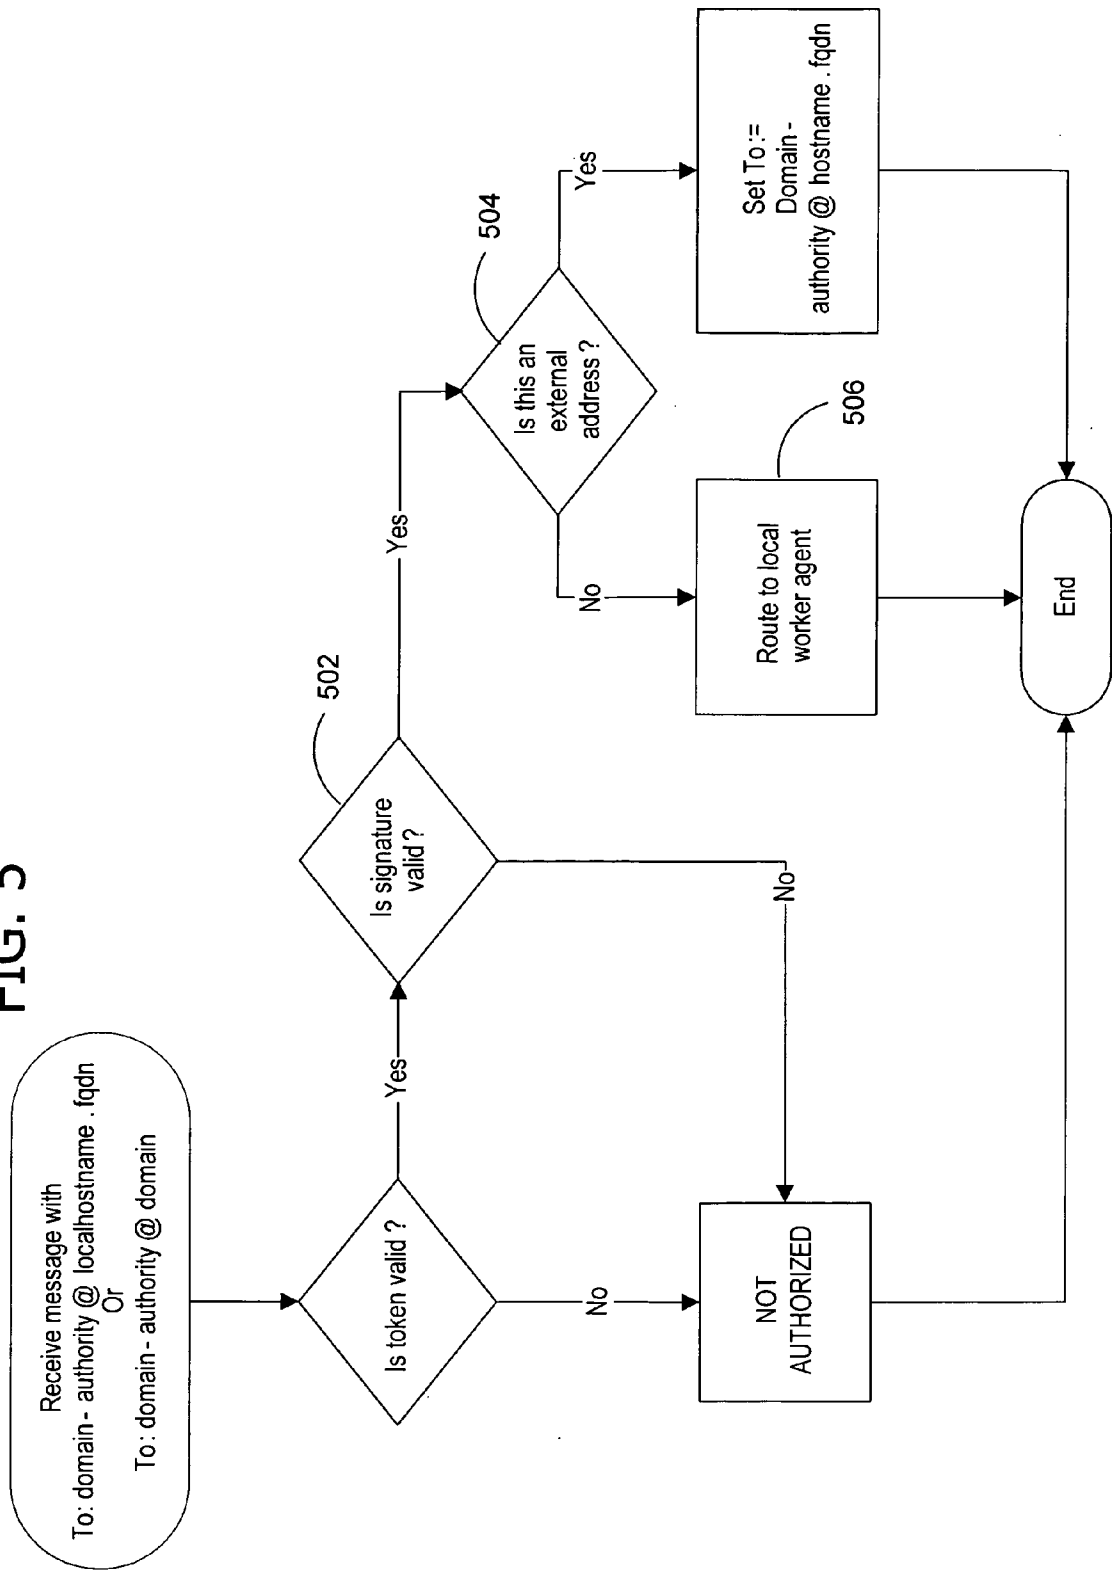 FIG. 5
Receive message with
To: domain- authority @ localhostname . fqdn
Or
To: domain- authority @ domain
Is token valid ?
Yes
No
Is signature
valid ?
502
Yes
No
NOT
AUTHORIZED
Is this an
external
address ?
504
Yes
No
Route to local
worker agent
506
Set To :=
Domain -
authority @ hostname . fqdn
End